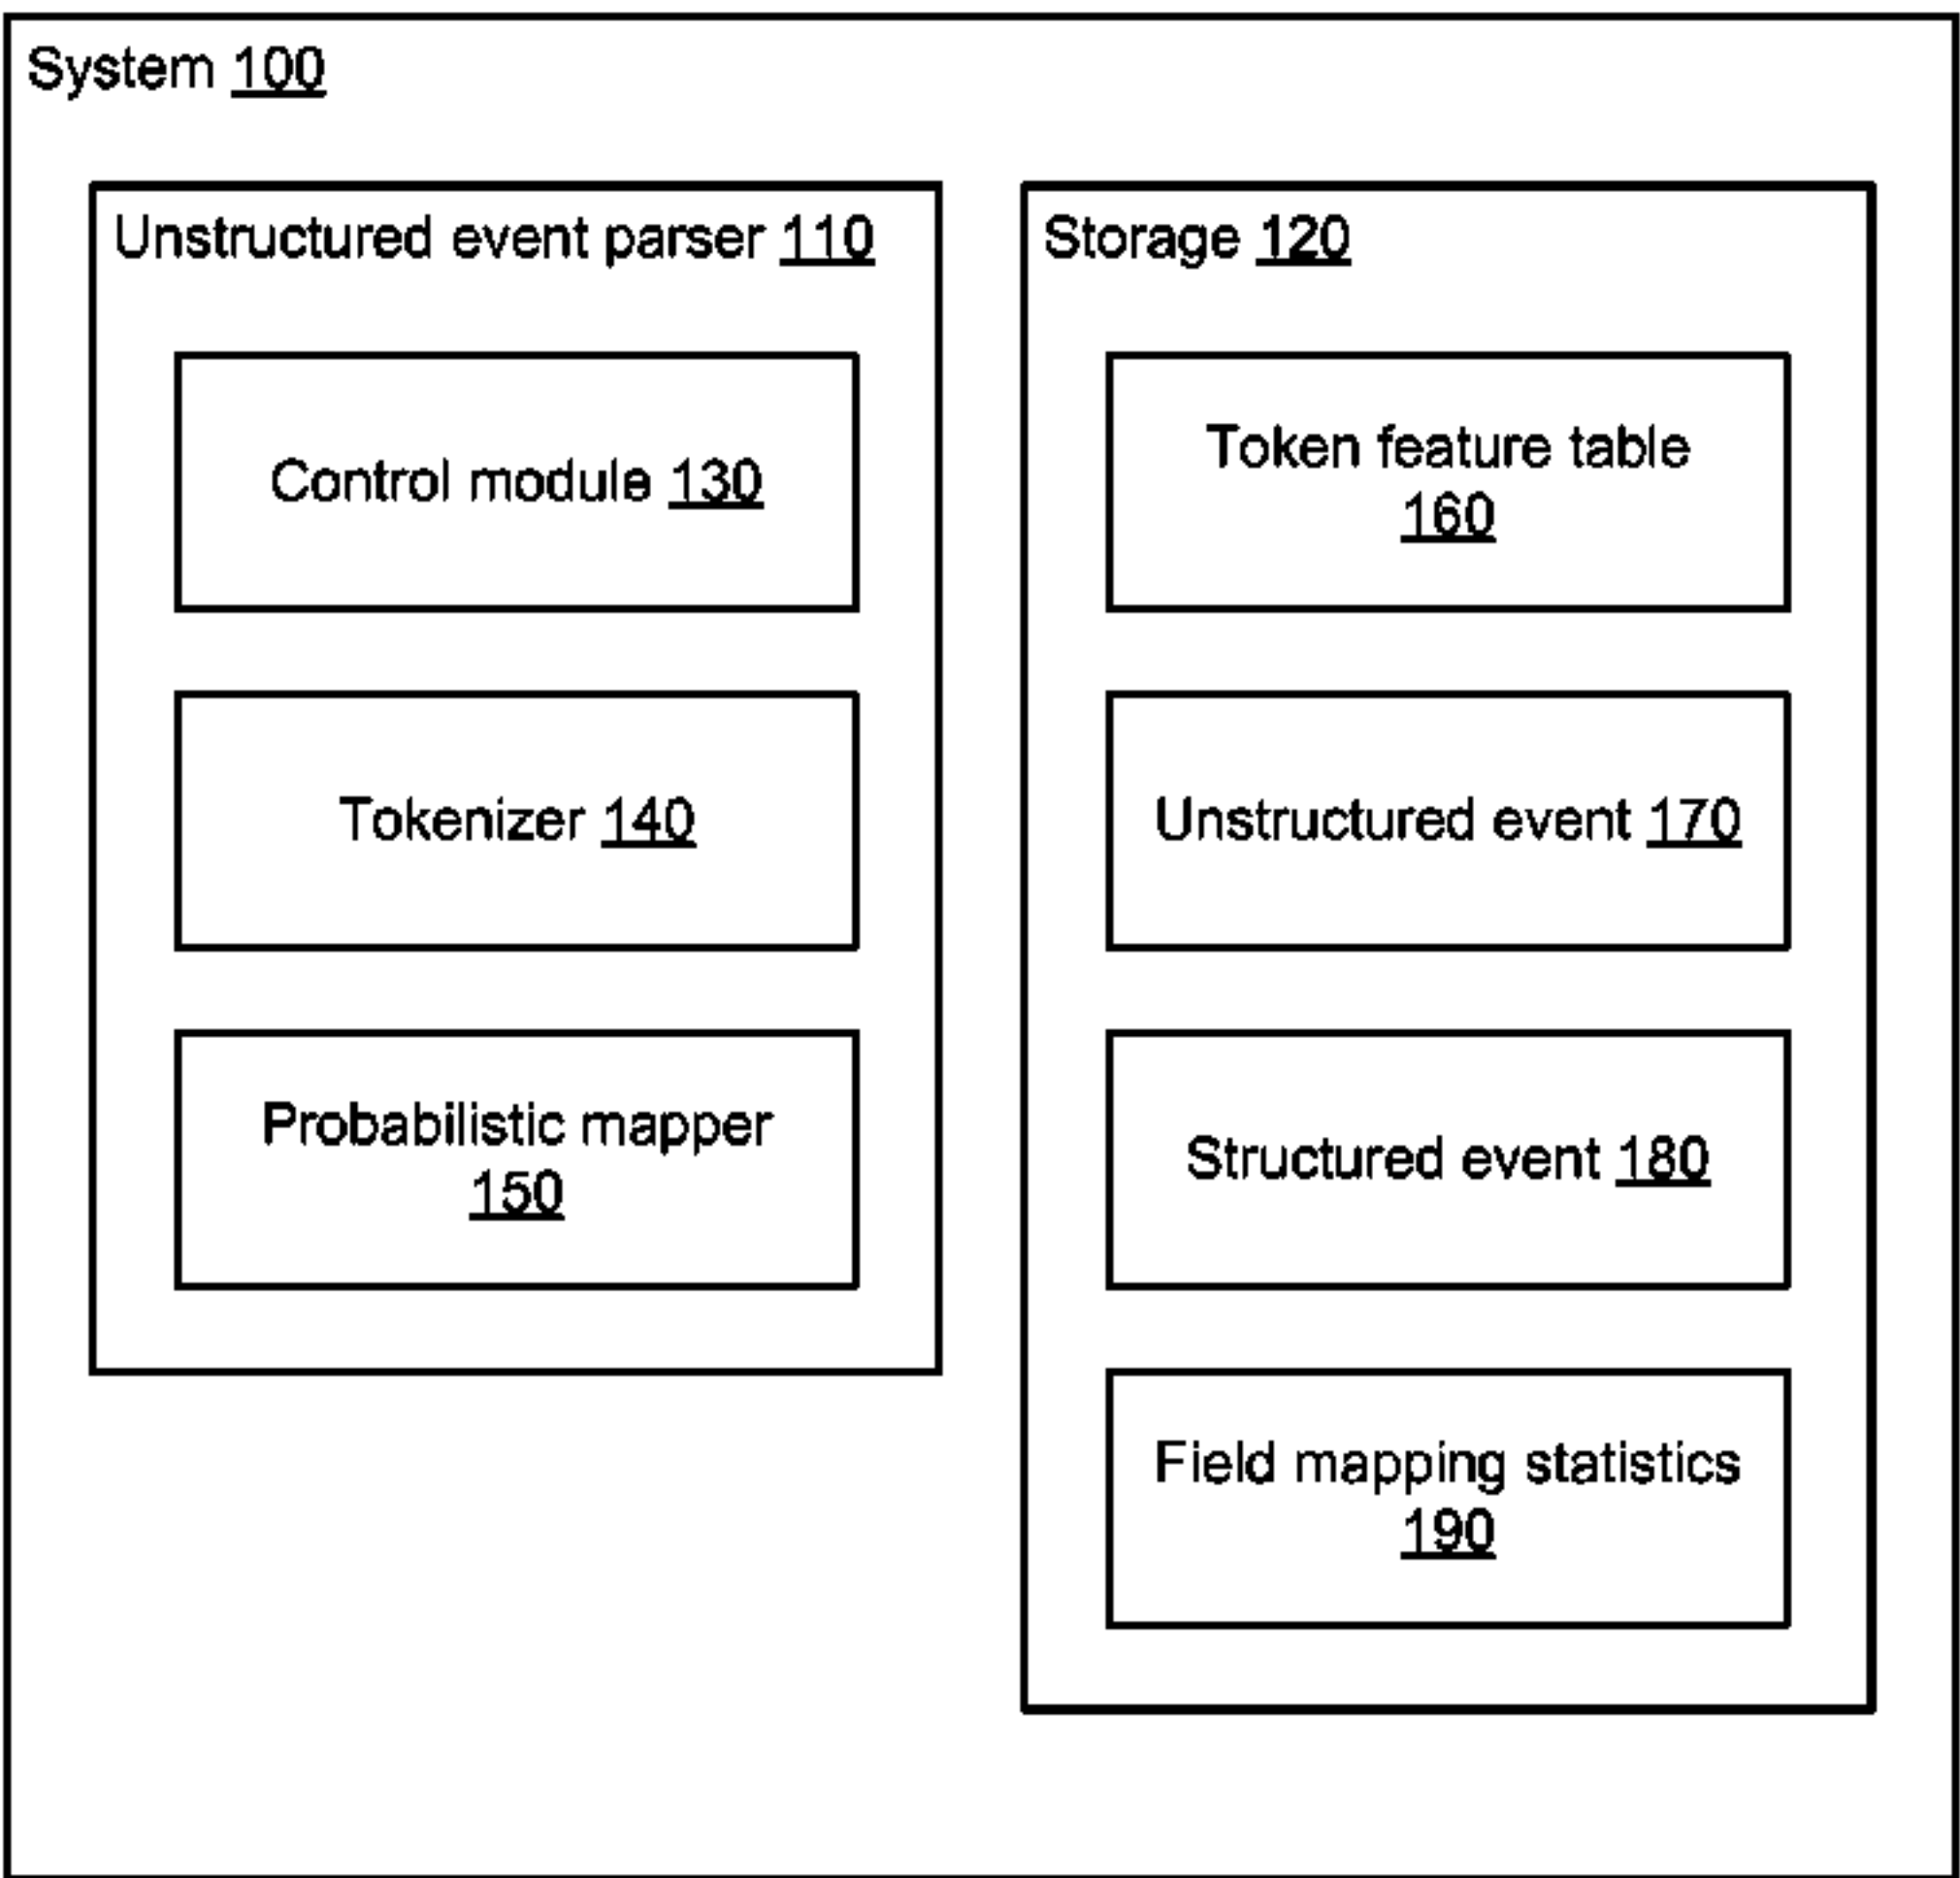 System 100
Unstructured event parser 110
Control module 130
Tokenizer 140
Probabilistic mapper
150
Storage 120
Token feature table
160
Unstructured event 170
Structured event 180
Field mapping statistics
190